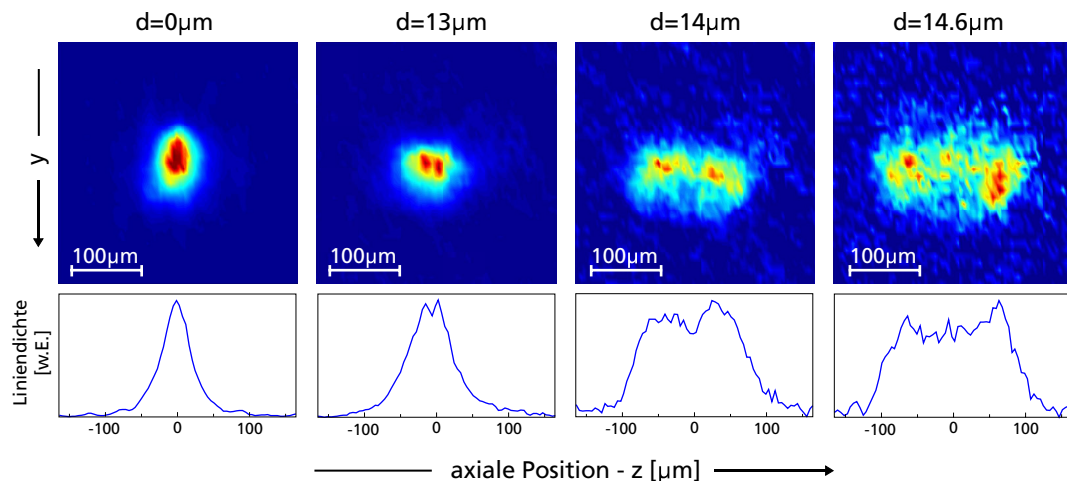 d=0µm d=13µm d=14µm d=14.6µm
y
100µm 100µm 100µm 100µm
Liniendichte
[w.E.]
-100 0 100 -100 0 100 -100 0 100 -100 0 100
axiale Position - z [µm]